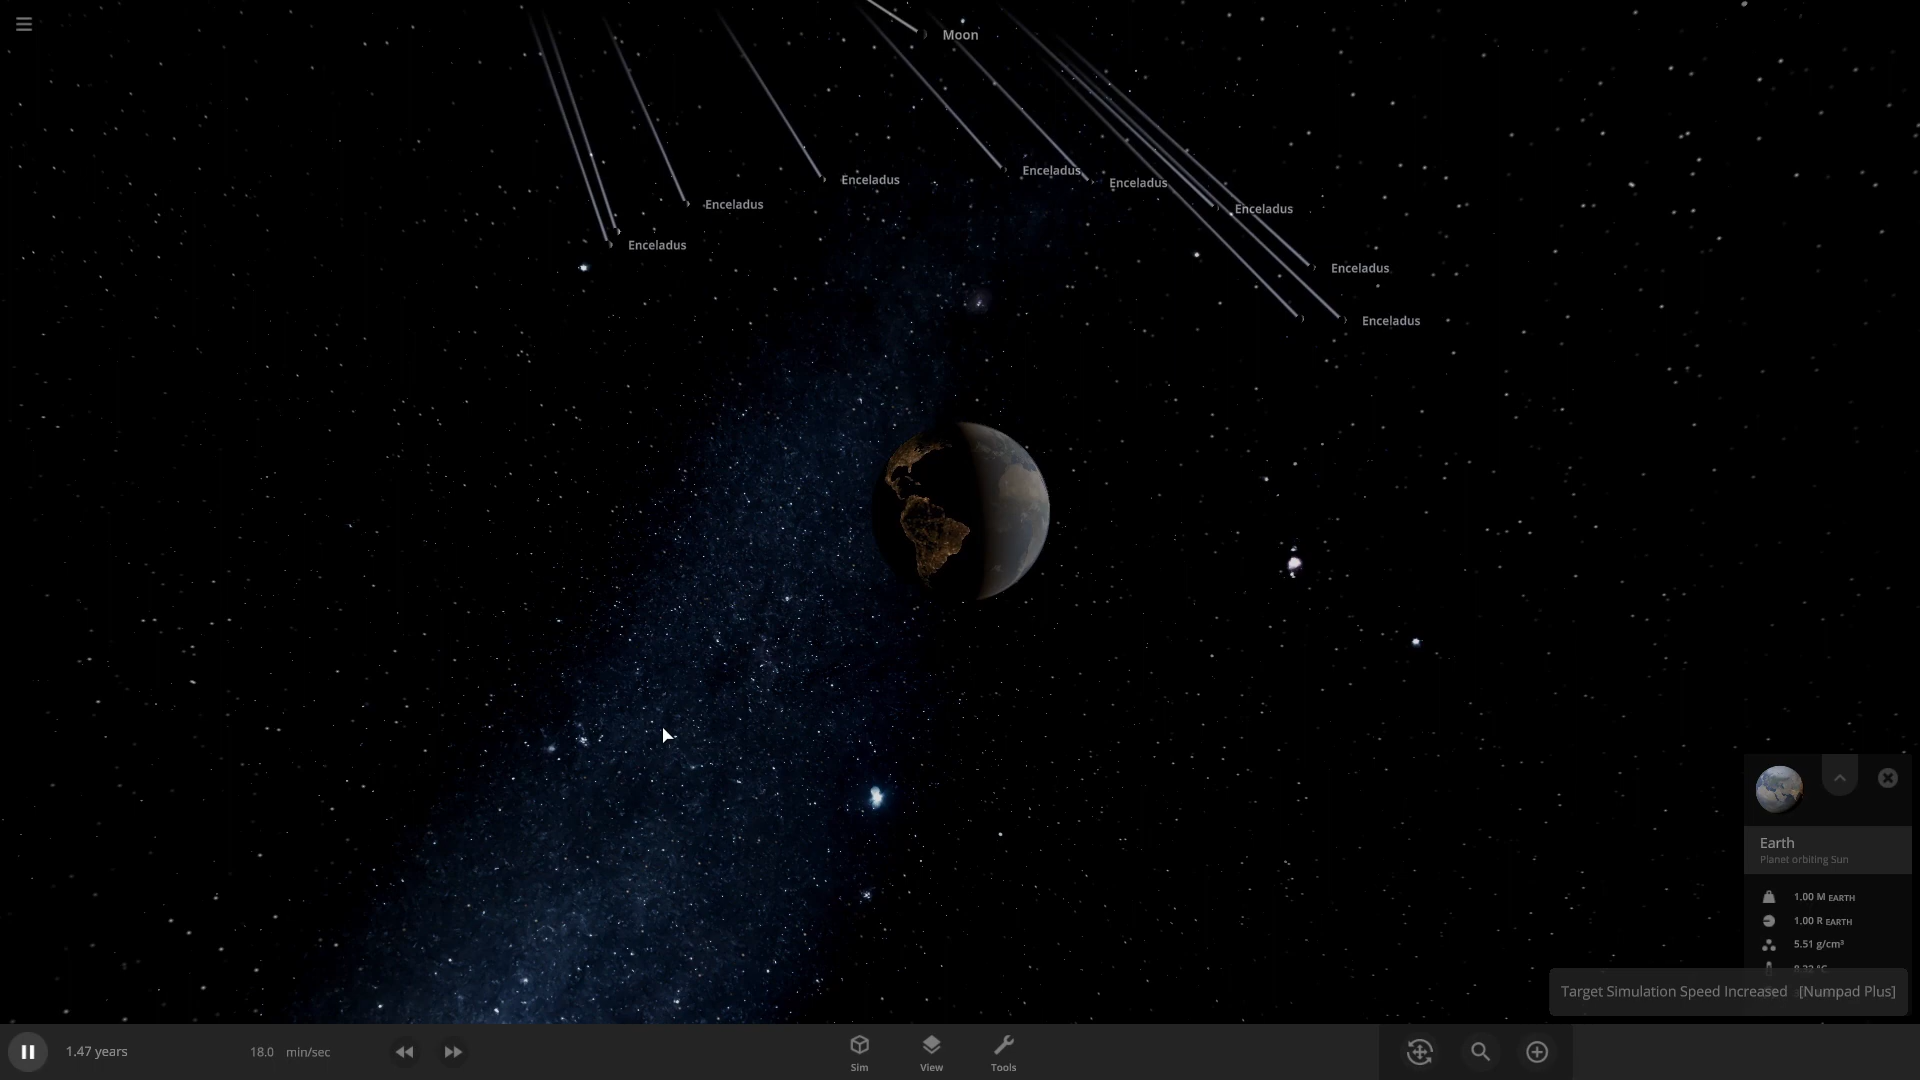 Moon
Enceladus
Enceladus
Enceladus
Enceladus
Enceladus
Enceladus
Enceladus
Enceladus
Earth
Planet orbiting Sun
1.00 M EARTH
1.00 R EARTH
5.51 g/cm³
Target Simulation Speed Increased [Numpad Plus]
1.47 years
18.0 min/sec
Sim
View
Tools